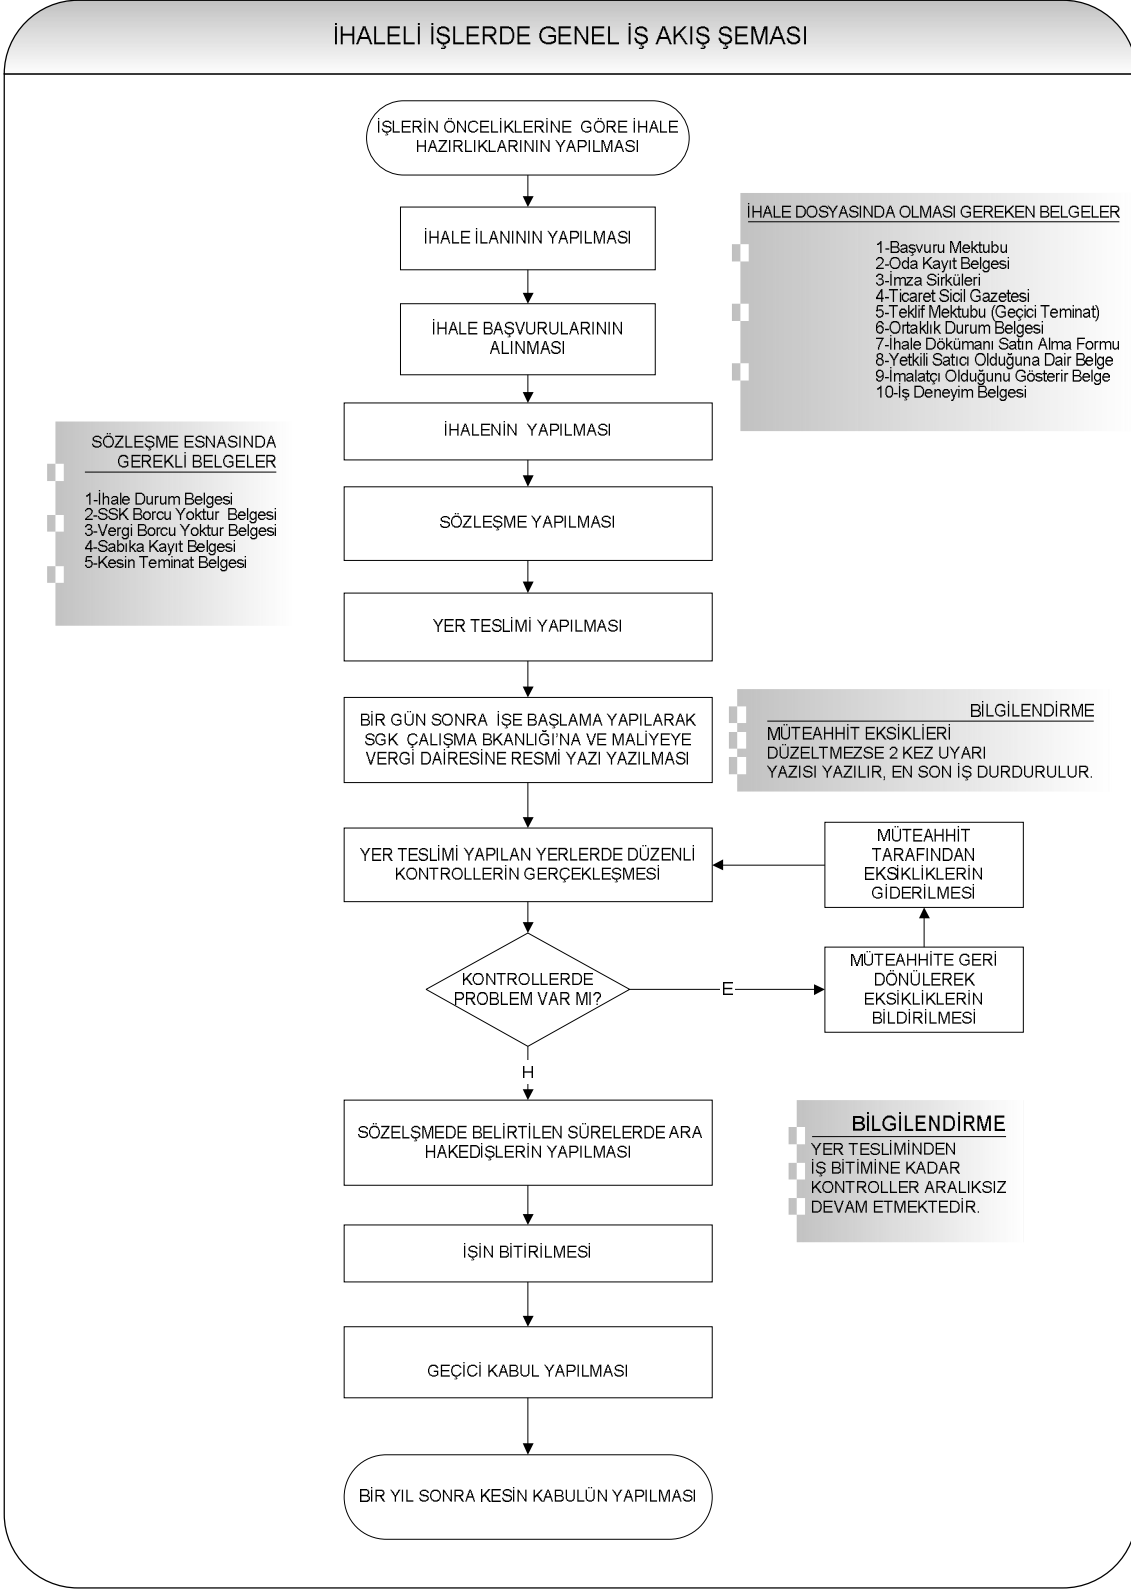 İHALELİ İŞLERDE GENEL İŞ AKIŞ ŞEMASI
İŞLERİN ÖNCELİKLERİNE GÖRE İHALE
HAZIRLIKLARININ YAPILMASI
İHALE İLANININ YAPILMASI
İHALE DOSYASINDA OLMASI GEREKEN BELGELER
1-Başvuru Mektubu
2-Oda Kayıt Belgesi
3-İmza Sirküleri
4-Ticaret Sicil Gazetesi
5-Teklif Mektubu (Geçici Teminat)
6-Ortaklık Durum Belgesi
7-İhale Dökümanı Satın Alma Formu
8-Yetkili Satıcı Olduğuna Dair Belge
9-İmalatçı Olduğunu Gösterir Belge
10-İş Deneyim Belgesi
İHALE BAŞVURULARININ
ALINMASI
İHALENİN YAPILMASI
SÖZLEŞME ESNASINDA
GEREKLİ BELGELER
1-İhale Durum Belgesi
2-SSK Borcu Yoktur Belgesi
3-Vergi Borcu Yoktur Belgesi
4-Sabıka Kayıt Belgesi
5-Kesin Teminat Belgesi
SÖZLEŞME YAPILMASI
YER TESLİMİ YAPILMASI
BİR GÜN SONRA İŞE BAŞLAMA YAPILARAK
SGK ÇALIŞMA BKANLIĞI'NA VE MALİYEYE
VERGİ DAİRESİNE RESMİ YAZI YAZILMASI
BİLGİLENDİRME
MÜTEAHHİT EKSİKLİERİ
DÜZELTMEZSE 2 KEZ UYARI
YAZISI YAZILIR, EN SON İŞ DURDURULUR.
YER TESLİMİ YAPILAN YERLERDE DÜZENLİ
KONTROLLERİN GERÇEKLEŞMESİ
MÜTEAHHİT
TARAFINDAN
EKSİKLİKLERİN
GİDERİLMESİ
KONTROLLERDE
PROBLEM VAR MI?
E
MÜTEAHHİTE GERİ
DÖNÜLEREK
EKSİKLİKLERİN
BİLDİRİLMESİ
H
SÖZELŞMEDE BELİRTİLEN SÜRELERDE ARA
HAKEDİŞLERİN YAPILMASI
BİLGİLENDİRME
YER TESLİMİNDEN
İŞ BİTİMİNE KADAR
KONTROLLER ARALIKSIZ
DEVAM ETMEKTEDİR.
İŞİN BİTİRİLMESİ
GEÇİCİ KABUL YAPILMASI
BİR YIL SONRA KESİN KABULÜN YAPILMASI